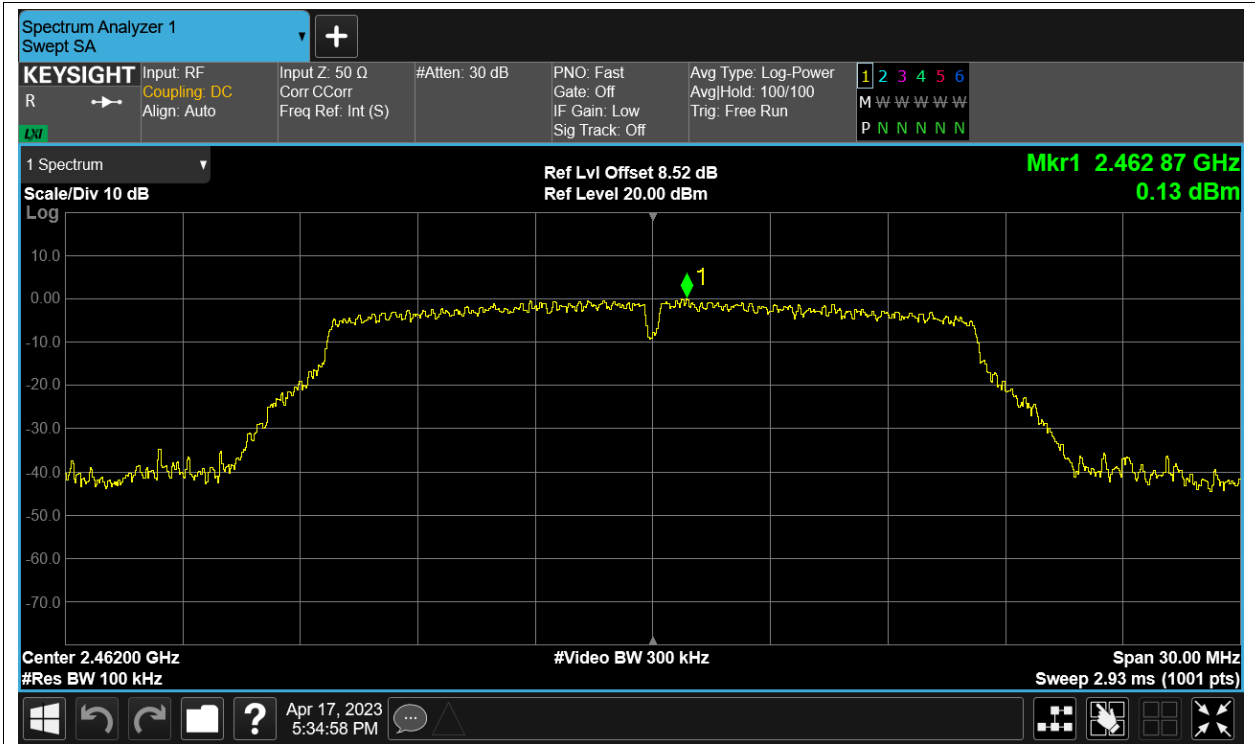 Spectrum Analyzer 1
Swept SA
KEYSIGHT
R
LXI
Input: RF
Coupling: DC
Align: Auto
Input Z: 50 Ω
Corr CCorr
Freq Ref: Int (S)
#Atten: 30 dB
PNO: Fast
Gate: Off
IF Gain: Low
Sig Track: Off
Avg Type: Log-Power
Avg|Hold: 100/100
Trig: Free Run
1 2 3 4 5 6
M W W W W W
P N N N N N
1 Spectrum
Scale/Div 10 dB
Ref Lvl Offset 8.52 dB
Ref Level 20.00 dBm
Mkr1 2.462 87 GHz
0.13 dBm
Log
10.0
0.00
-10.0
-20.0
-30.0
-40.0
-50.0
-60.0
-70.0
1
Center 2.46200 GHz
#Video BW 300 kHz
Span 30.00 MHz
#Res BW 100 kHz
Sweep 2.93 ms (1001 pts)
?
Apr 17, 2023
5:34:58 PM